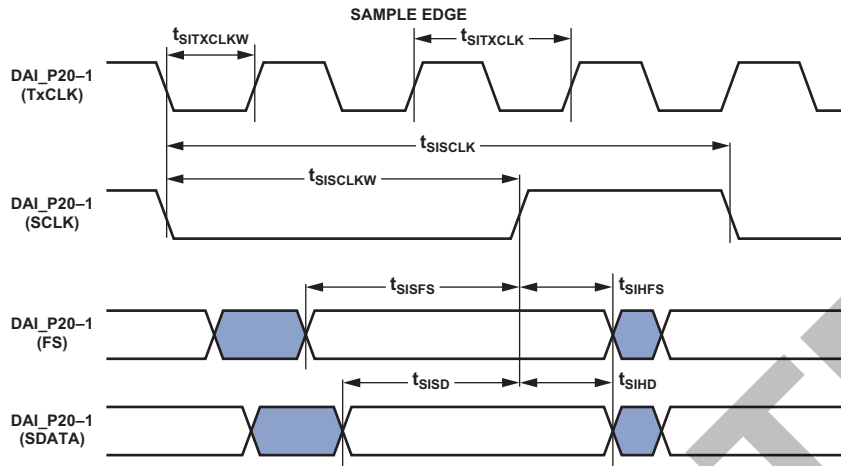 SAMPLE EDGE
tSITXCLKW
tSITXCLK
DAI_P20–1
(TxCLK)
tSISCLK
tSISCLKW
DAI_P20–1
(SCLK)
tSISFS
tSIHFS
DAI_P20–1
(FS)
tSISD
tSIHD
DAI_P20–1
(SDATA)